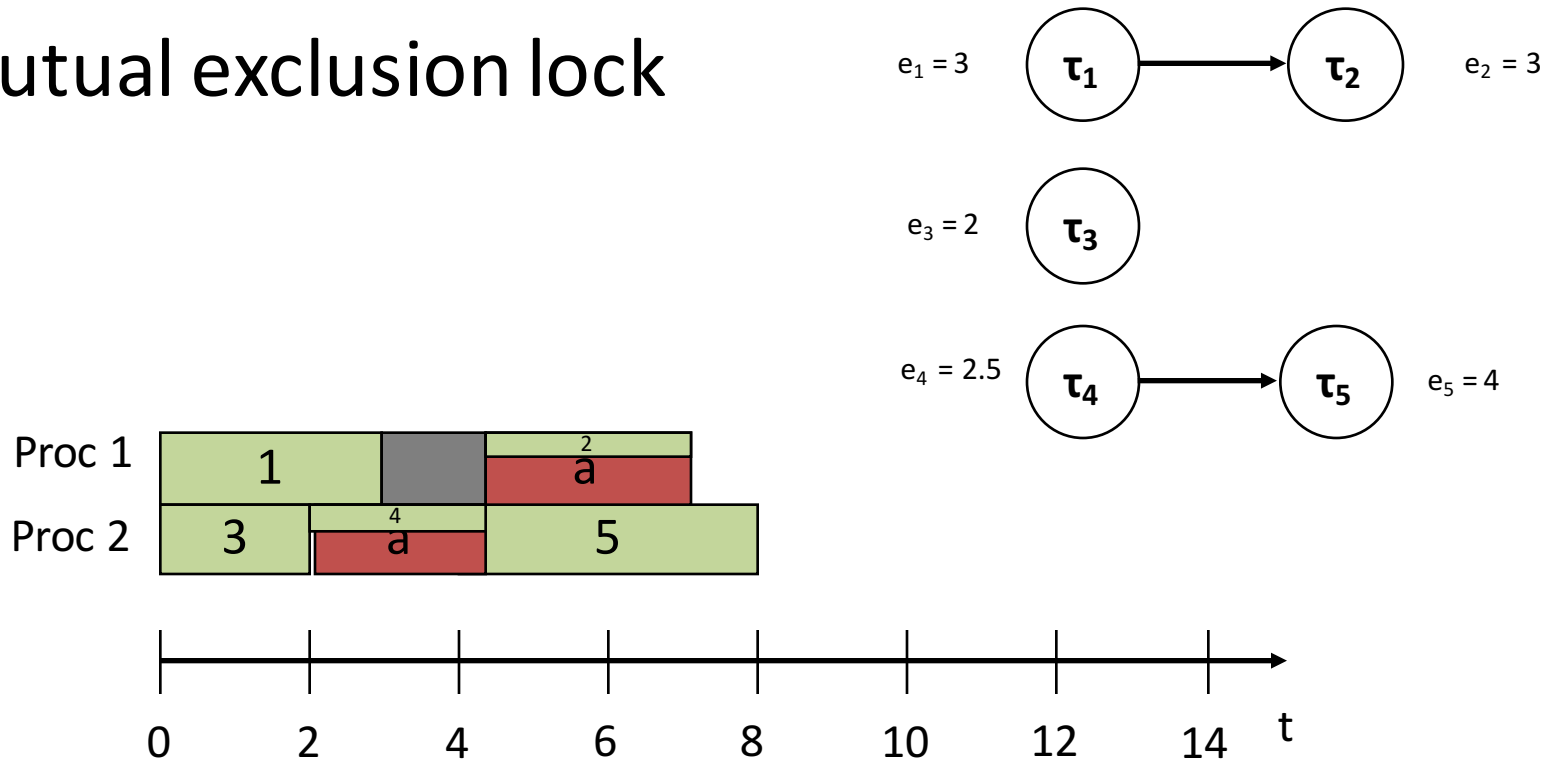 utual exclusion lock
e₁ = 3
τ₁
τ₂
e₂ = 3
e₃ = 2
τ₃
e₄ = 2.5
τ₄
τ₅
e₅ = 4
Proc 1
1
2
a
Proc 2
3
4
a
5
0 2 4 6 8 10 12 14 t